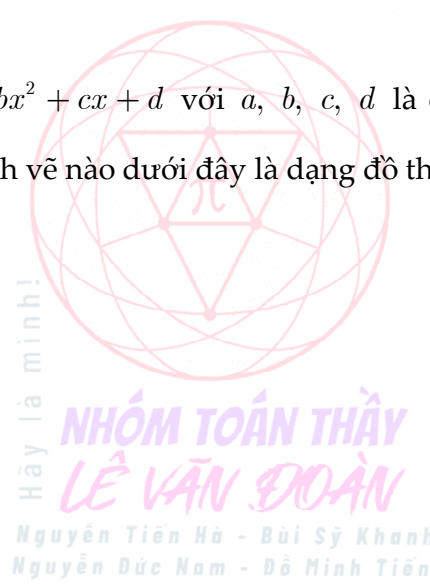 bx² + cx + d với a, b, c, d là
vẽ nào dưới đây là dạng đồ
π
Hãy là mình!
NHÓM TOÁN THẦY
LÊ VĂN ĐOÀN
Nguyễn Tiến Hà - Bùi Sỹ Khanh
Nguyễn Đức Nam - Đỗ Minh Tiến